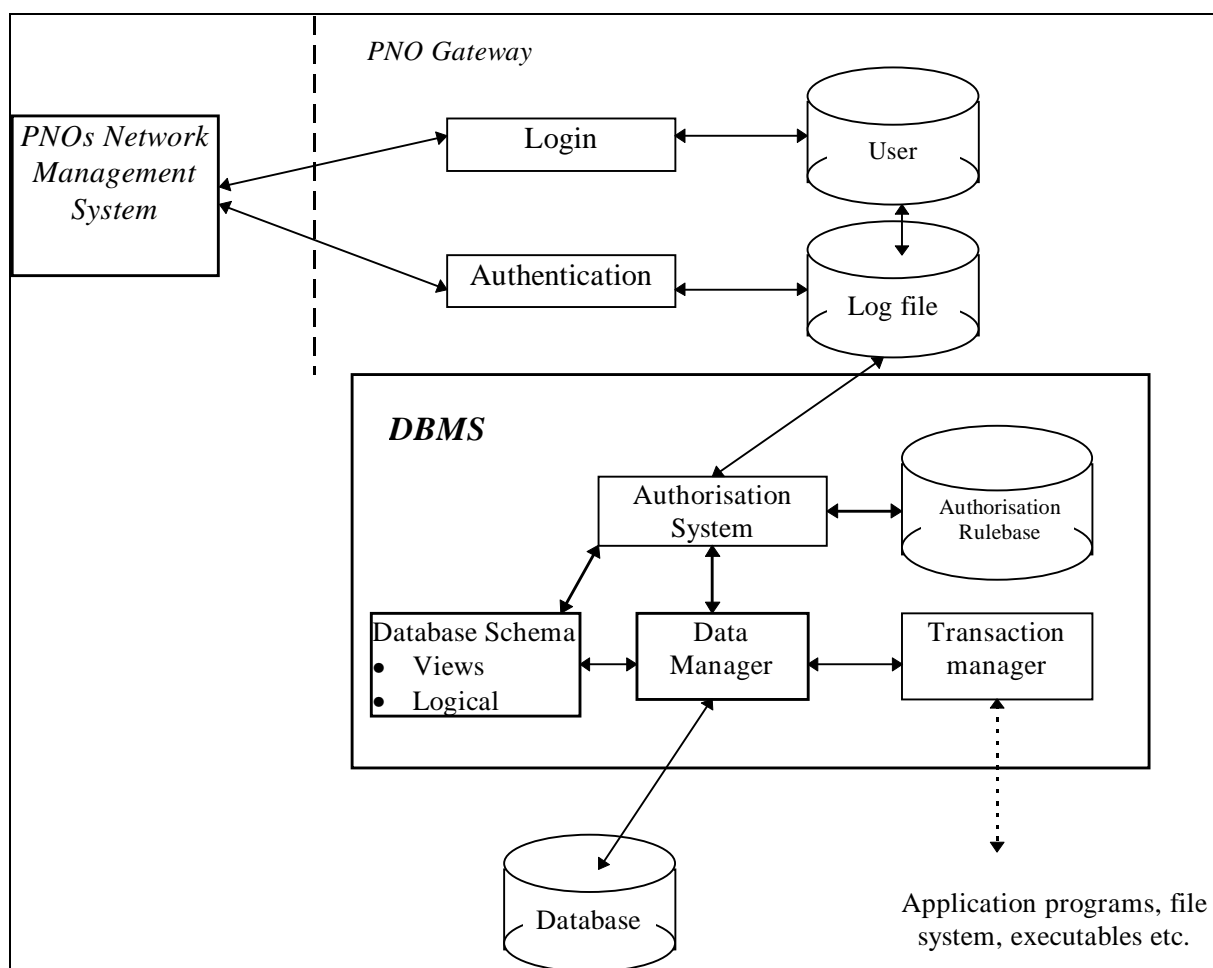 PNO Gateway
PNOs Network
Management
System
Login
User
Authentication
Log file
DBMS
Authorisation
System
Authorisation
Rulebase
Database Schema
• Views
• Logical
Data
Manager
Transaction
manager
Database
Application programs, file
system, executables etc.